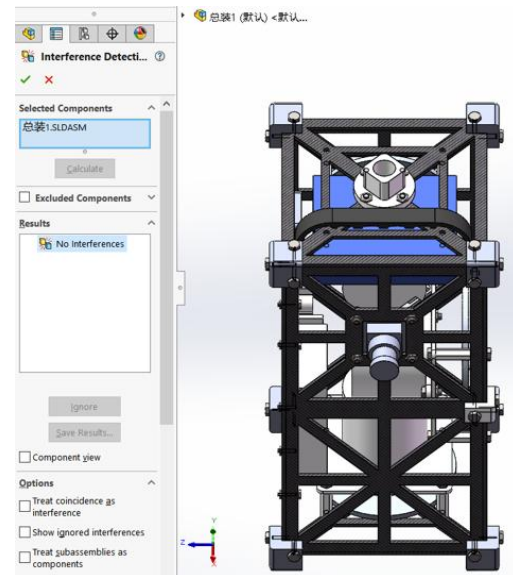 总装1 (默认) <默认...
Interference Detecti...
Selected Components
总装1.SLDASM
Calculate
Excluded Components
Results
No Interferences
Ignore
Save Results...
Component view
Options
Treat coincidence as
interference
Show ignored interferences
Treat subassemblies as
components
Y
Z
X